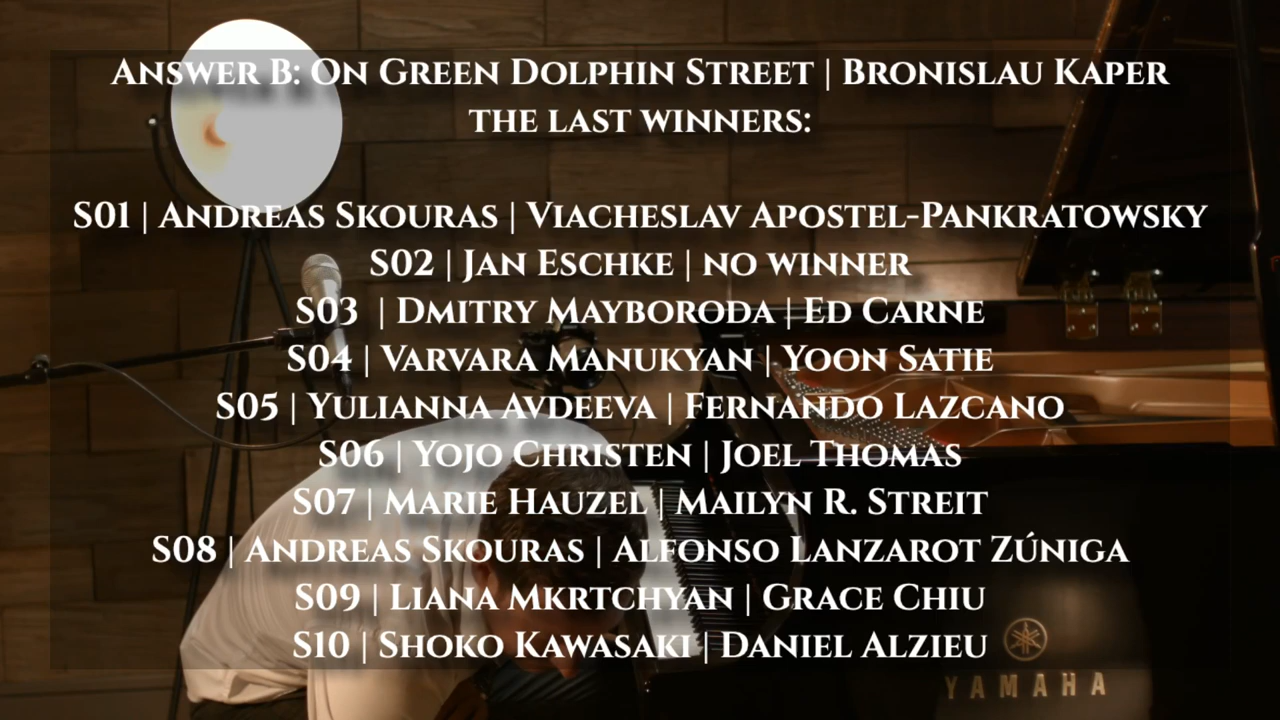 Answer B: On Green Dolphin Street | Bronislau Kaper
the last winners:
S01 | Andreas Skouras | Viacheslav Apostel-Pankratowsky
S02 | Jan Eschke | no winner
S03 | Dmitry Mayboroda | Ed Carne
S04 | Varvara Manukyan | Yoon Satie
S05 | Yulianna Avdeeva | Fernando Lazcano
S06 | Yojo Christen | Joel Thomas
S07 | Marie Hauzel | Mailyn R. Streit
S08 | Andreas Skouras | Alfonso Lanzarot Zúniga
S09 | Liana Mkrtchyan | Grace Chiu
S10 | Shoko Kawasaki | Daniel Alzieu
YAMAHA